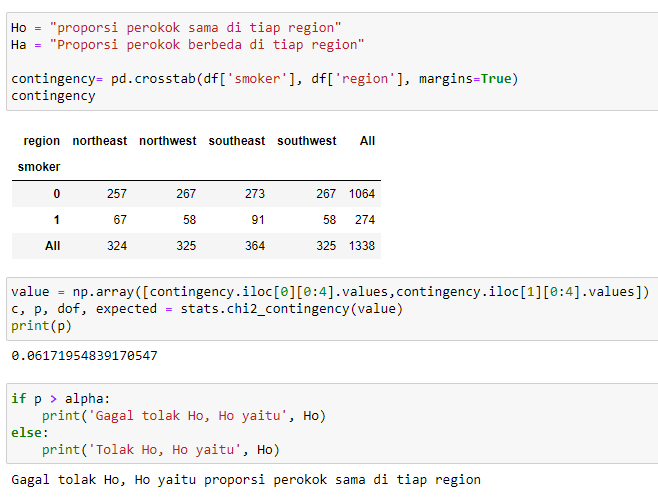 Ho = "proporsi perokok sama di tiap region"
Ha = "Proporsi perokok berbeda di tiap region"
contingency= pd.crosstab(df['smoker'], df['region'], margins=True)
contingency
region northeast northwest southeast southwest All
smoker
0 257 267 273 267 1064
1 67 58 91 58 274
All 324 325 364 325 1338
value = np.array([contingency.iloc[0][0:4].values,contingency.iloc[1][0:4].values])
c, p, dof, expected = stats.chi2_contingency(value)
print(p)
0.06171954839170547
if p > alpha:
    print('Gagal tolak Ho, Ho yaitu', Ho)
else:
    print('Tolak Ho, Ho yaitu', Ho)
Gagal tolak Ho, Ho yaitu proporsi perokok sama di tiap region